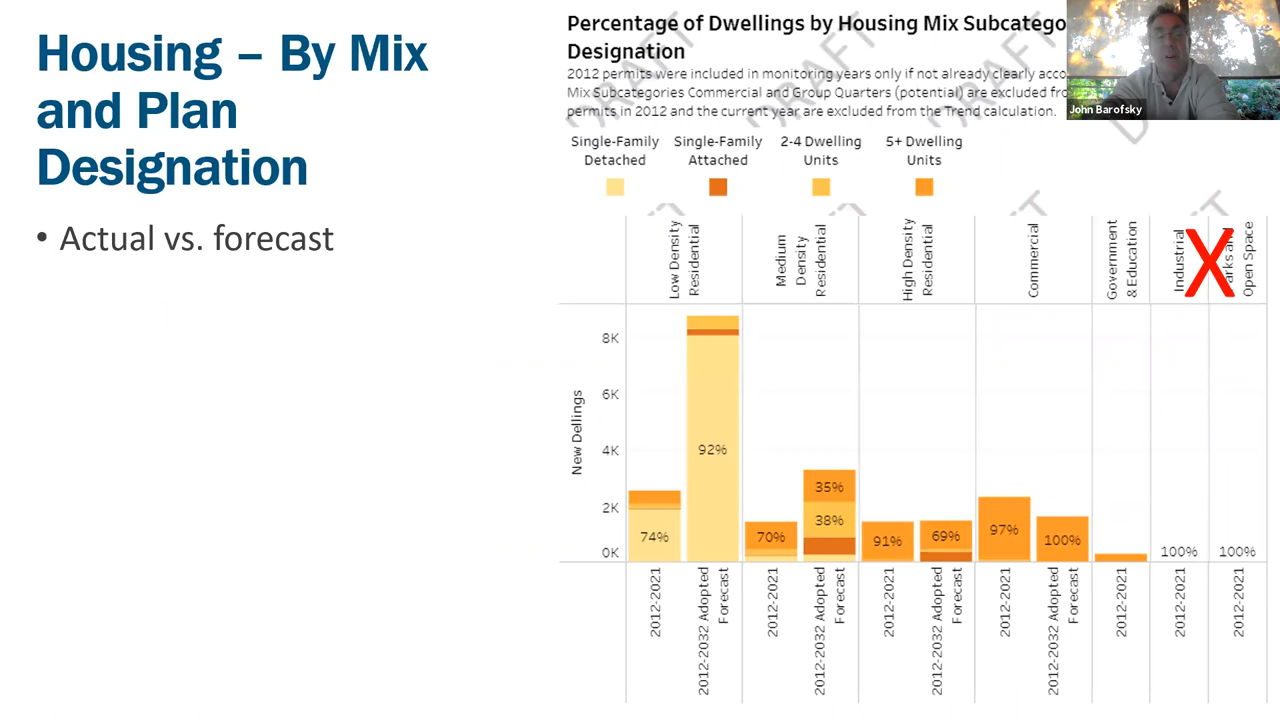 Housing – By Mix
and Plan
Designation
• Actual vs. forecast
Percentage of Dwellings by Housing Mix
Designation
2012 permits were included in monitoring years only if not already clearly
Mix Subcategories Commercial and Group Quarters (potential) are excluded
permits in 2012 and the current year are excluded from the Trend calculation.
John Barofsky
DRAFT
DRAFT
DRAFT
Single-Family
Detached
Single-Family
Attached
2-4 Dwelling
Units
5+ Dwelling
Units
Low Density
Residential
Medium
Density
Residential
High Density
Residential
Commercial
Government
& Education
Industrial
X
Open Space
New Dellings
8K
6K
4K
2K
0K
74%
92%
70%
35%
38%
91%
69%
97%
100%
100%
100%
2012-2021
2012-2032 Adopted
Forecast
2012-2021
2012-2032 Adopted
Forecast
2012-2021
2012-2032 Adopted
Forecast
2012-2021
2012-2032 Adopted
Forecast
2012-2021
2012-2021
2012-2021